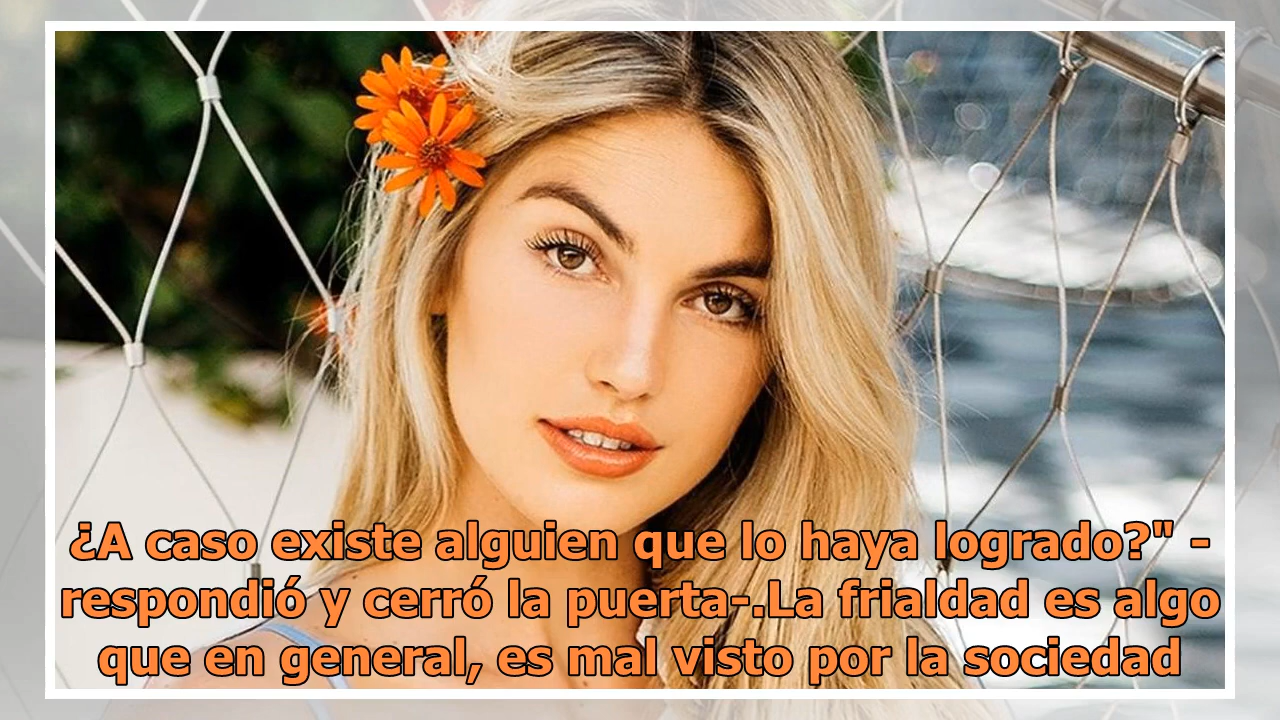 ¿A caso existe alguien que lo haya logrado?" -
respondió y cerró la puerta-.La frialdad es algo
que en general, es mal visto por la sociedad